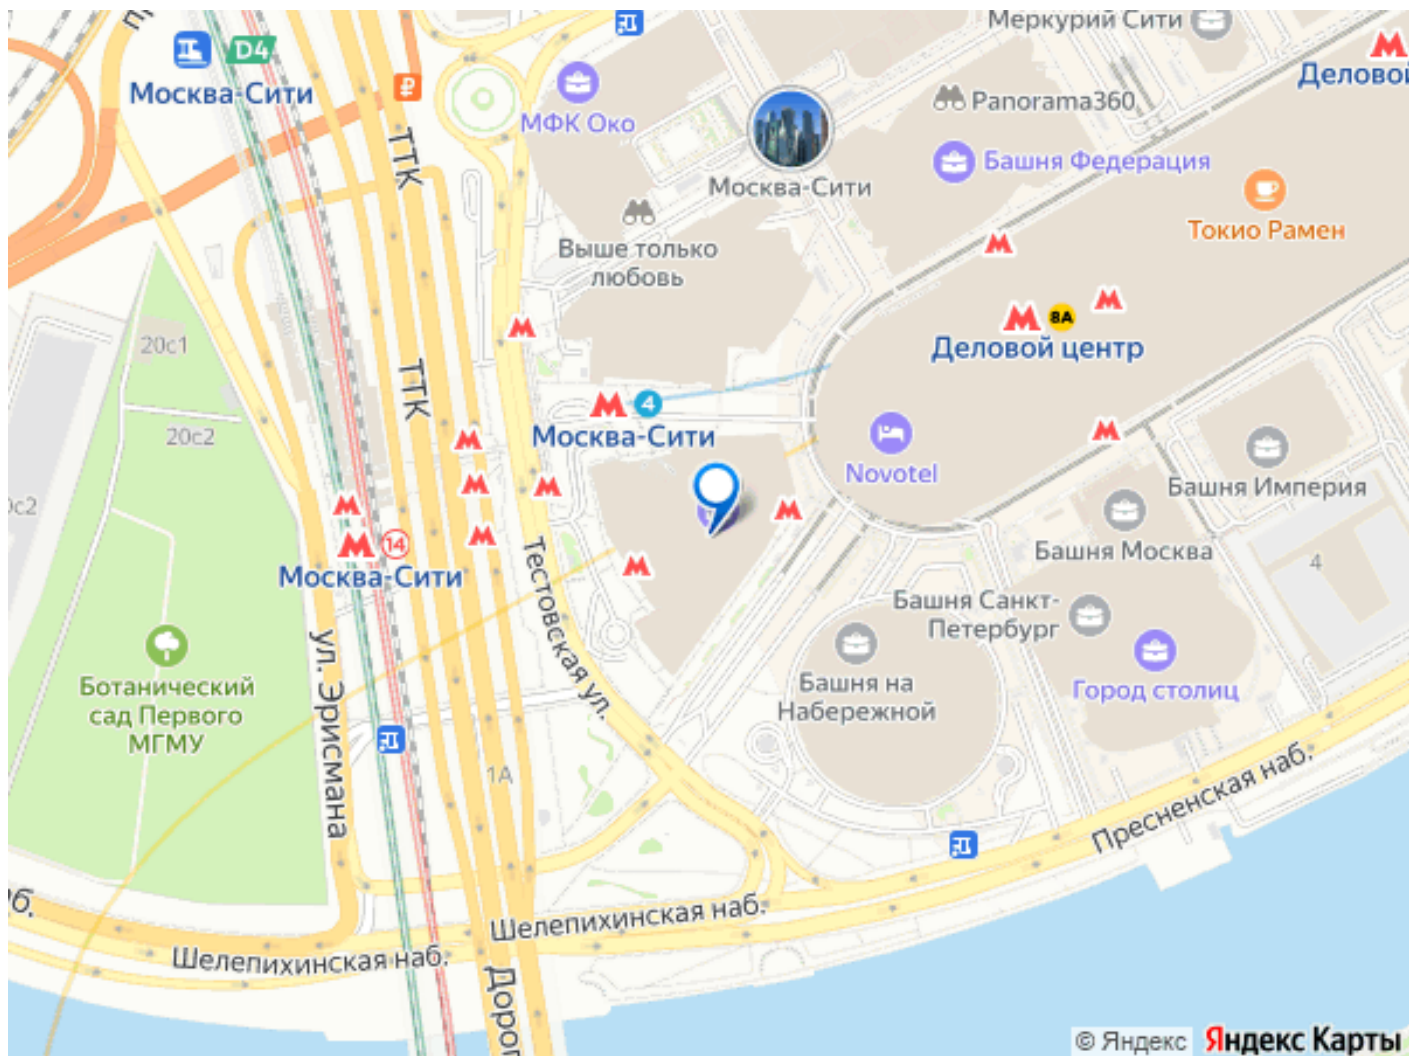 Меркурий Сити
D4
Москва-Сити
₽
Деловой
МФК Око
Panorama360
ТТК
Башня Федерация
Москва-Сити
Токио Рамен
Выше только
любовь
8А
Деловой центр
20с1
ТТК
4
Москва-Сити
20с2
Novotel
Башня Империя
0с2
Башня Москва
14
Москва-Сити
Тестовская ул.
4
Башня Санкт-
Петербург
ул. Эрисмана
Ботанический
сад Первого
МГМУ
Башня на
Набережной
Город столиц
1А
Пресненская наб.
Шелепихинская наб.
Шелепихинская наб.
об.
Дорог
© Яндекс Яндекс Карты